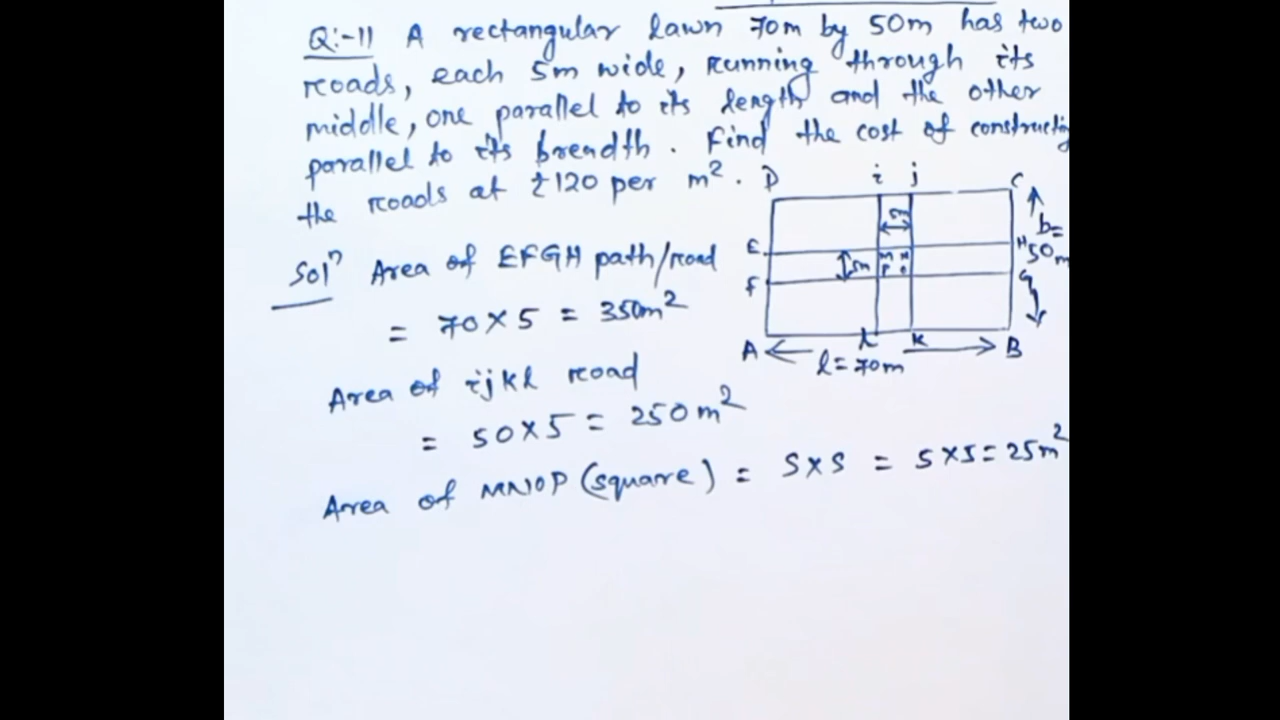 Q:-11 A rectangular lawn 70m by 50m has two
roads, each 5m wide, running through its
middle, one parallel to its length and the other
parallel to its breadth. Find the cost of constructing
the roads at ₹120 per m².
D i j C
5m
b=
E H 50m
5m M N
P O
F G
A l k B
l=70m
Solⁿ Area of EFGH path/road
= 70×5 = 350m²
Area of ijkl road
= 50×5 = 250m²
Area of MNOP (square) = S×S = 5×5=25m²